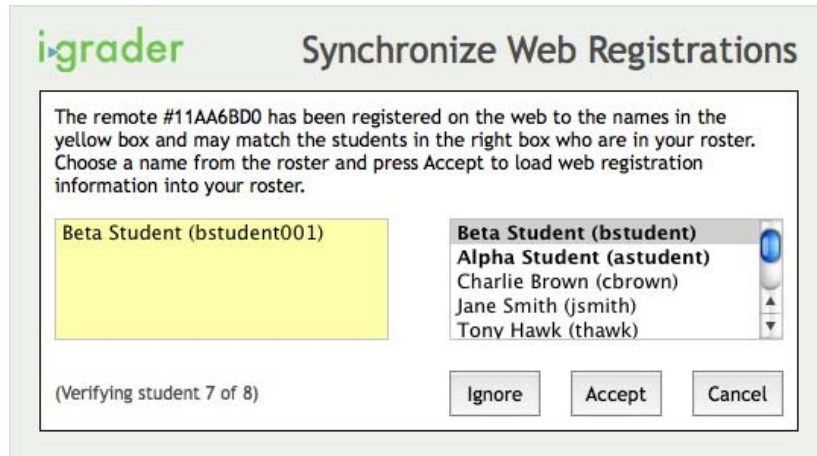 i>grader
Synchronize Web Registrations
The remote #11AA6BD0 has been registered on the web to the names in the
yellow box and may match the students in the right box who are in your roster.
Choose a name from the roster and press Accept to load web registration
information into your roster.
Beta Student (bstudent001)
Beta Student (bstudent)
Alpha Student (astudent)
Charlie Brown (cbrown)
Jane Smith (jsmith)
Tony Hawk (thawk)
(Verifying student 7 of 8)
Ignore
Accept
Cancel